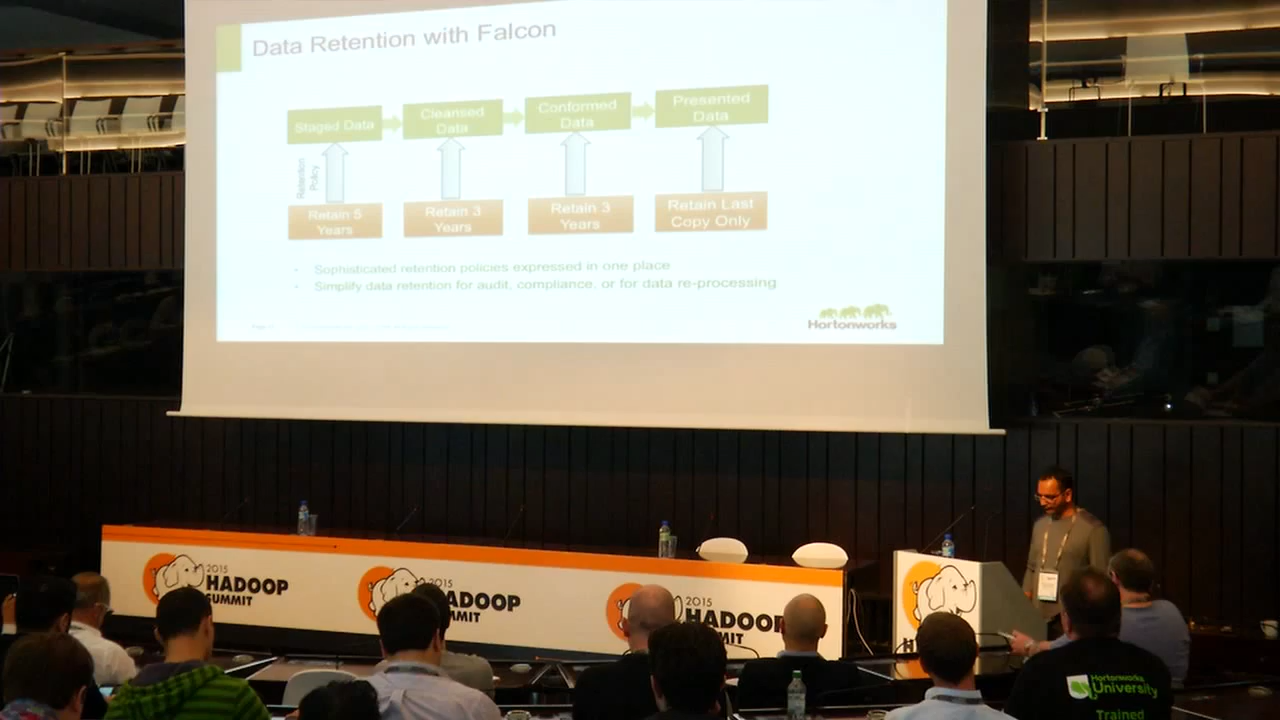 Data Retention with Falcon
Staged Data
Cleansed
Data
Conformed
Data
Presented
Data
Retention
Policy
Retain 5
Years
Retain 3
Years
Retain 3
Years
Retain Last
Copy Only
Sophisticated retention policies expressed in one place
Simplify data retention for audit, compliance, or for data re-processing
Hortonworks
2015
HADOOP
SUMMIT
2015
HADOOP
SUMMIT
2015
HADOOP
SUMMIT
Hortonworks
University
Trained